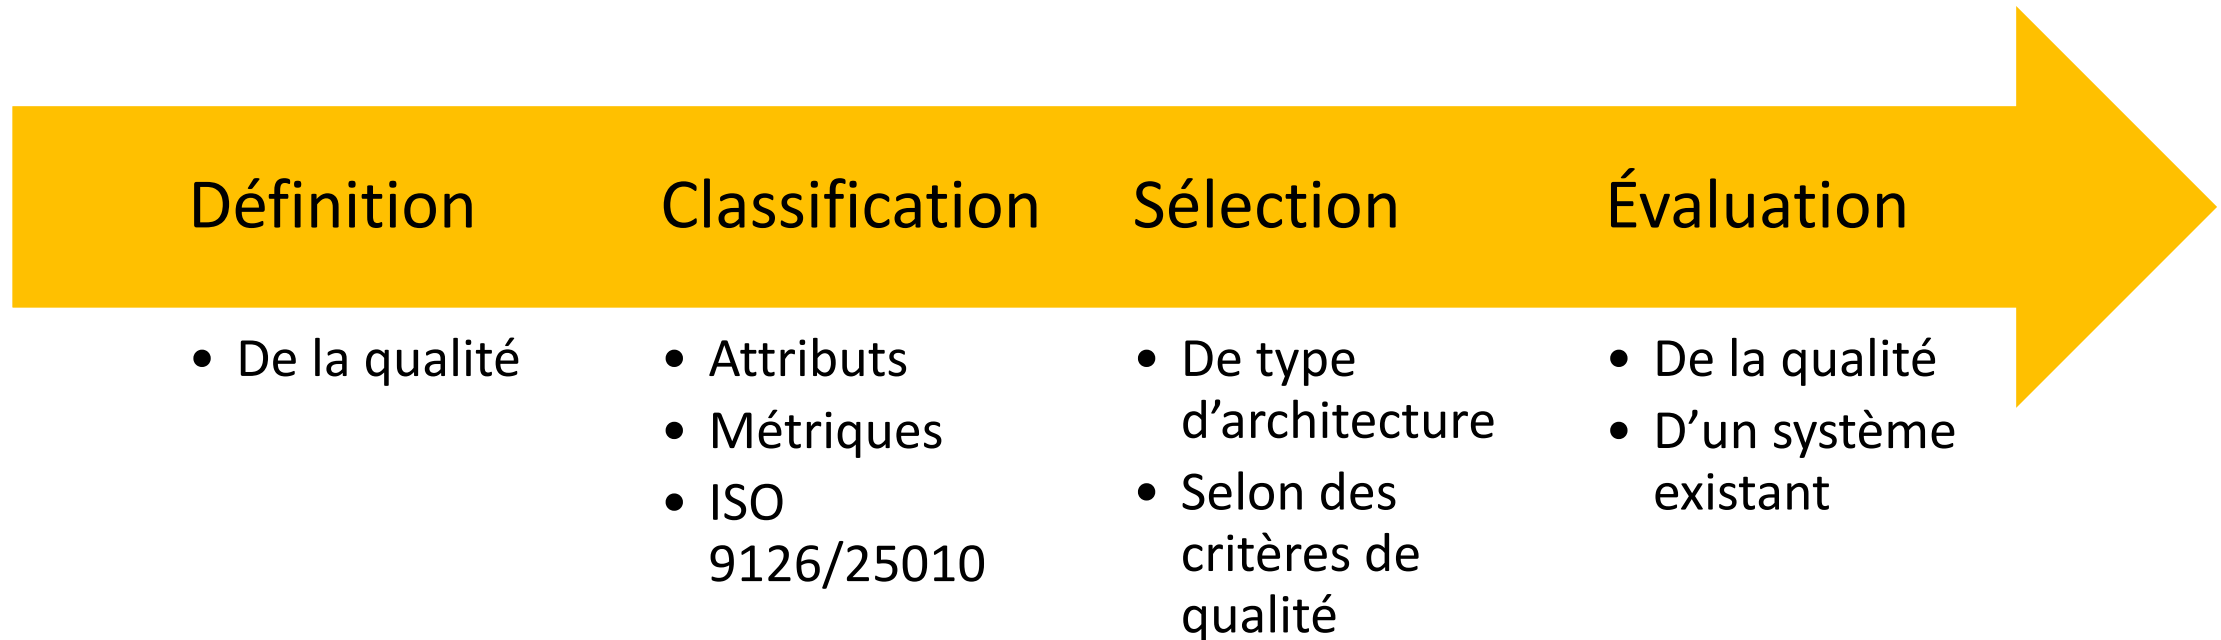 Définition
• De la qualité
Classification
• Attributs
• Métriques
• ISO
9126/25010
Sélection
• De type
d’architecture
• Selon des
critères de
qualité
Évaluation
• De la qualité
• D’un système
existant